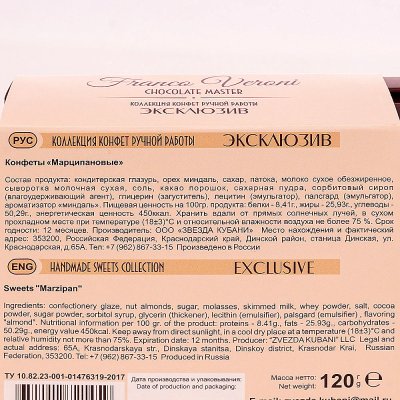 Franco Veroni
CHOCOLATE MASTER
КОЛЛЕКЦИЯ КОНФЕТ РУЧНОЙ РАБОТЫ
ЭКСКЛЮЗИВ
РУС КОЛЛЕКЦИЯ КОНФЕТ РУЧНОЙ РАБОТЫ ЭКСКЛЮЗИВ
Конфеты «Марципановые»
Состав продукта: кондитерская глазурь, орех миндаль, сахар, патока, молоко сухое обезжиренное,
сыворотка молочная сухая, соль, какао порошок, сахарная пудра, сорбитовый сироп
(влагоудерживающий агент), глицерин (загуститель), лецитин (эмульгатор), палсгард (эмульгатор),
ароматизатор «миндаль». Пищевая ценность на 100гр. продукта: белки - 8,41г., жиры - 25,93г., углеводы -
50,29г., энергетическая ценность 450ккал. Хранить вдали от прямых солнечных лучей, в сухом
прохладном месте при температуре (18±3)°С и относительной влажности воздуха не более 75 %. Срок
годности: 12 месяцев. Производитель: ООО «ЗВЕЗДА КУБАНИ» Место нахождения и фактический
адрес: 353200, Российская Федерация, Краснодарский край, Динской район, станица Динская, ул.
Краснодарская, 65А. Тел: +7 (962) 867-33-15 Произведено в России
ENG HANDMADE SWEETS COLLECTION EXCLUSIVE
Sweets "Marzipan"
Ingredients: confectionery glaze, nut almonds, sugar, molasses, skimmed milk, whey powder, salt, cocoa
powder, sugar powder, sorbitol syrup, glycerin (thickener), lecithin (emulsifier), palsgard (emulsifier) , flavoring
"almond". Nutritional information per 100 gr. of the product: proteins - 8.41g., fats - 25.93g., carbohydrates -
50.29g., energy value 450kcal. Keep away from direct sunlight, in dry cool place at a temperature (18±3)°C and
relative humidity not more than 75%. Expiration date: 12 months. Producer: "ZVEZDA KUBANI" LLC Legal and
actual address: 65A, Krasnodarskaya str., Dinskaya stanitsa, Dinskoy district, Krasnodar Krai, Russian Federation,
353200. Tel: +7 (962) 867-33-15 Produced in Russia
ТУ 10.82.23-001-01476319-2017
Дата производства и упаковывания:
Date of production and packaging:
Масса нетто:
Net weight:
120 г
g